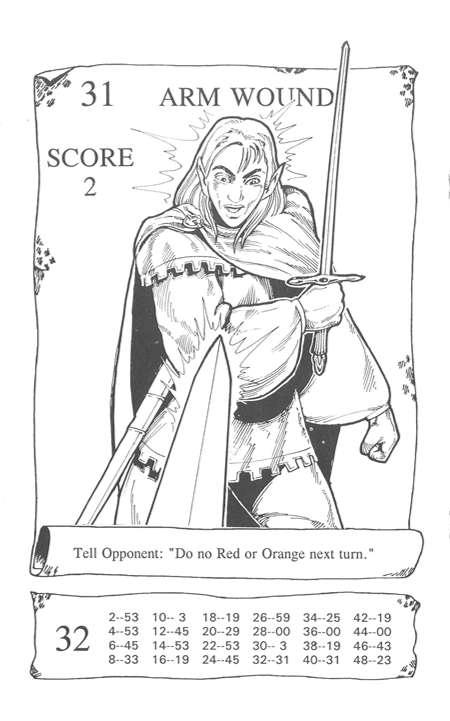 31 ARM WOUND
SCORE
2
Tell Opponent: "Do no Red or Orange next turn."
32
2--53 10-- 3 18--19 26--59 34--25 42--19
4--53 12--45 20--29 28--00 36--00 44--00
6--45 14--53 22--53 30-- 3 38--19 46--43
8--33 16--19 24--45 32--31 40--31 48--23